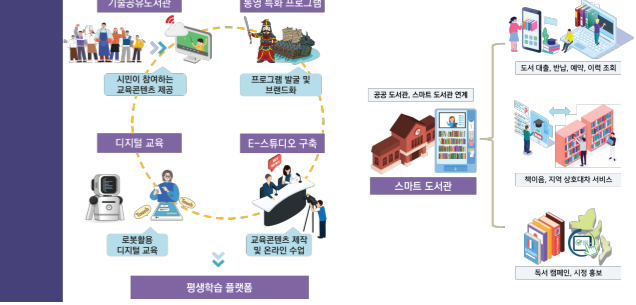 기술공유도서관
통영 특화 프로그램
시민이 참여하는
교육콘텐츠 제공
프로그램 발굴 및
브랜드화
디지털 교육
E-스튜디오 구축
로봇활용
디지털 교육
교육콘텐츠 제작
및 온라인 수업
평생학습 플랫폼
공공 도서관, 스마트 도서관 연계
스마트 도서관
도서 대출, 반납, 예약, 이력 조회
책이음, 지역 상호대차 서비스
독서 캠페인, 시정 홍보